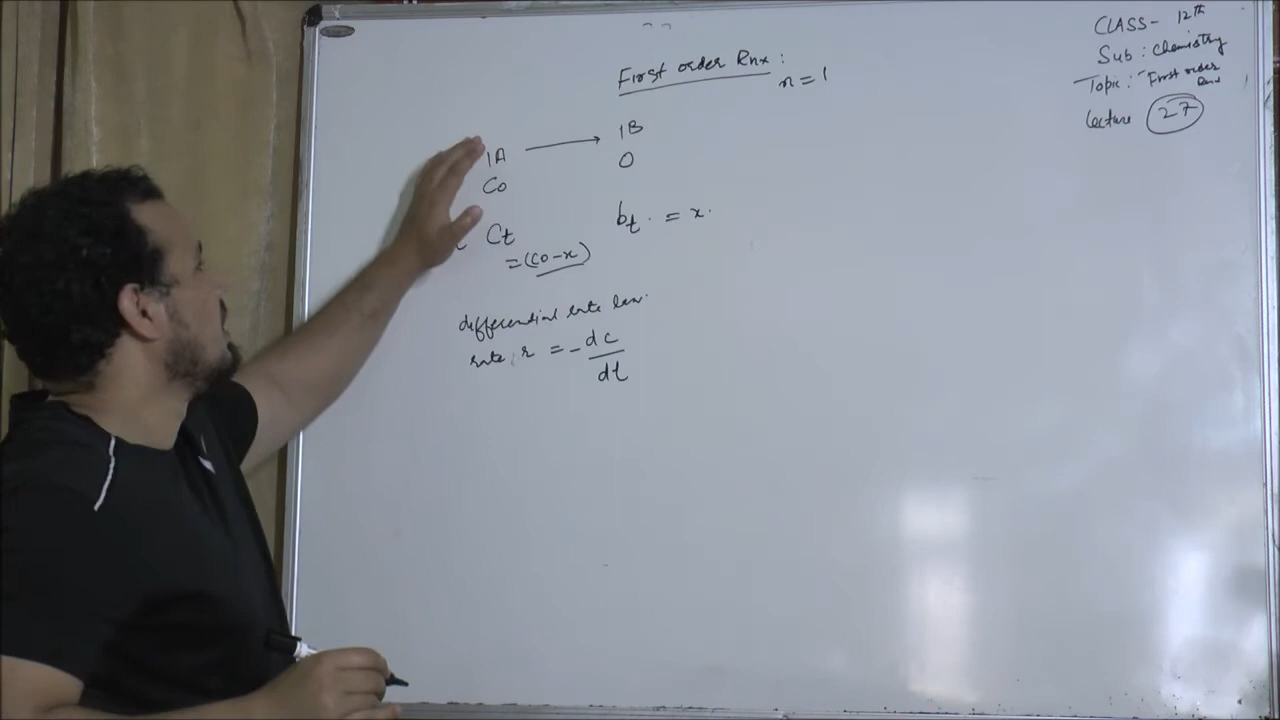 First order Rnx :
n = 1
1A ⟶ 1B
Co 0
Ct bt. = x.
= (Co-x)
differential rate law.
rate, r = - dc/dt
CLASS- 12th
Sub : Chemistry
Topic :- First order
Rnx
Lecture 27